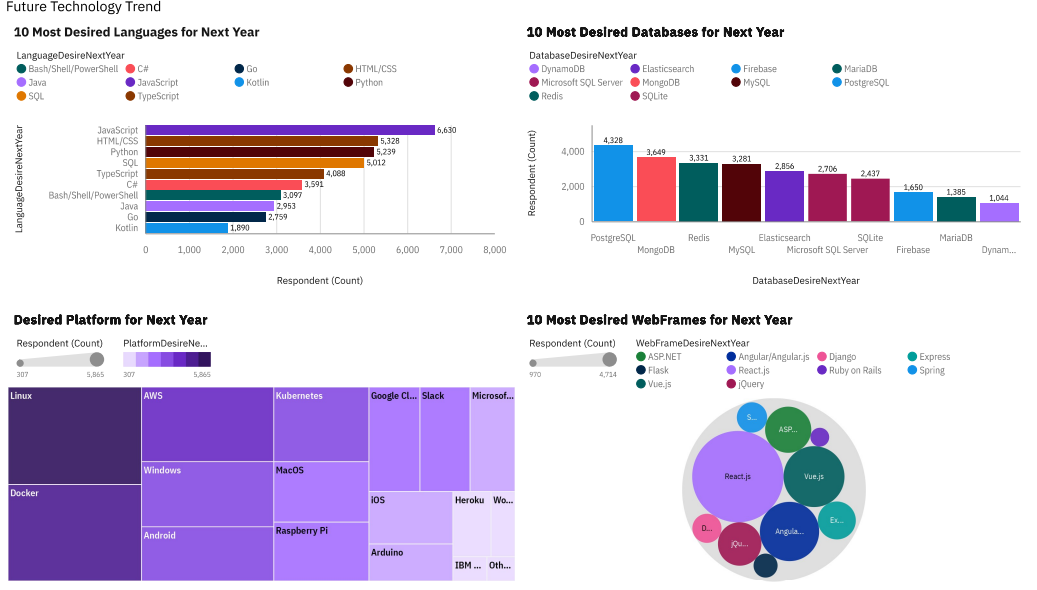 Future Technology Trend
10 Most Desired Languages for Next Year
LanguageDesireNextYear
Bash/Shell/PowerShell C# Go HTML/CSS
Java JavaScript Kotlin Python
SQL TypeScript
LanguageDesireNextYear
JavaScript 6,630
HTML/CSS 5,328
Python 5,239
SQL 5,012
TypeScript 4,088
C# 3,591
Bash/Shell/PowerShell 3,097
Java 2,953
Go 2,759
Kotlin 1,890
0 1,000 2,000 3,000 4,000 5,000 6,000 7,000 8,000
Respondent (Count)
10 Most Desired Databases for Next Year
DatabaseDesireNextYear
DynamoDB Elasticsearch Firebase MariaDB
Microsoft SQL Server MongoDB MySQL PostgreSQL
Redis SQLite
Respondent (Count)
4,328 3,649 3,331 3,281 2,856 2,706 2,437 1,650 1,385 1,044
4,000
2,000
0
PostgreSQL Redis Elasticsearch SQLite MariaDB
MongoDB MySQL Microsoft SQL Server Firebase Dynam...
DatabaseDesireNextYear
Desired Platform for Next Year
Respondent (Count) PlatformDesireNe...
307 5,865 307 5,865
Linux AWS Kubernetes Google Cl... Slack Microsof...
Windows MacOS
Docker iOS Heroku Wo...
Android Raspberry Pi
Arduino IBM ... Oth...
10 Most Desired WebFrames for Next Year
Respondent (Count) WebFrameDesireNextYear
970 4,714
ASP.NET Angular/Angular.js Django Express
Flask React.js Ruby on Rails Spring
Vue.js jQuery
S... ASP...
React.js Vue.js
D... jQu... Angula... Ex...